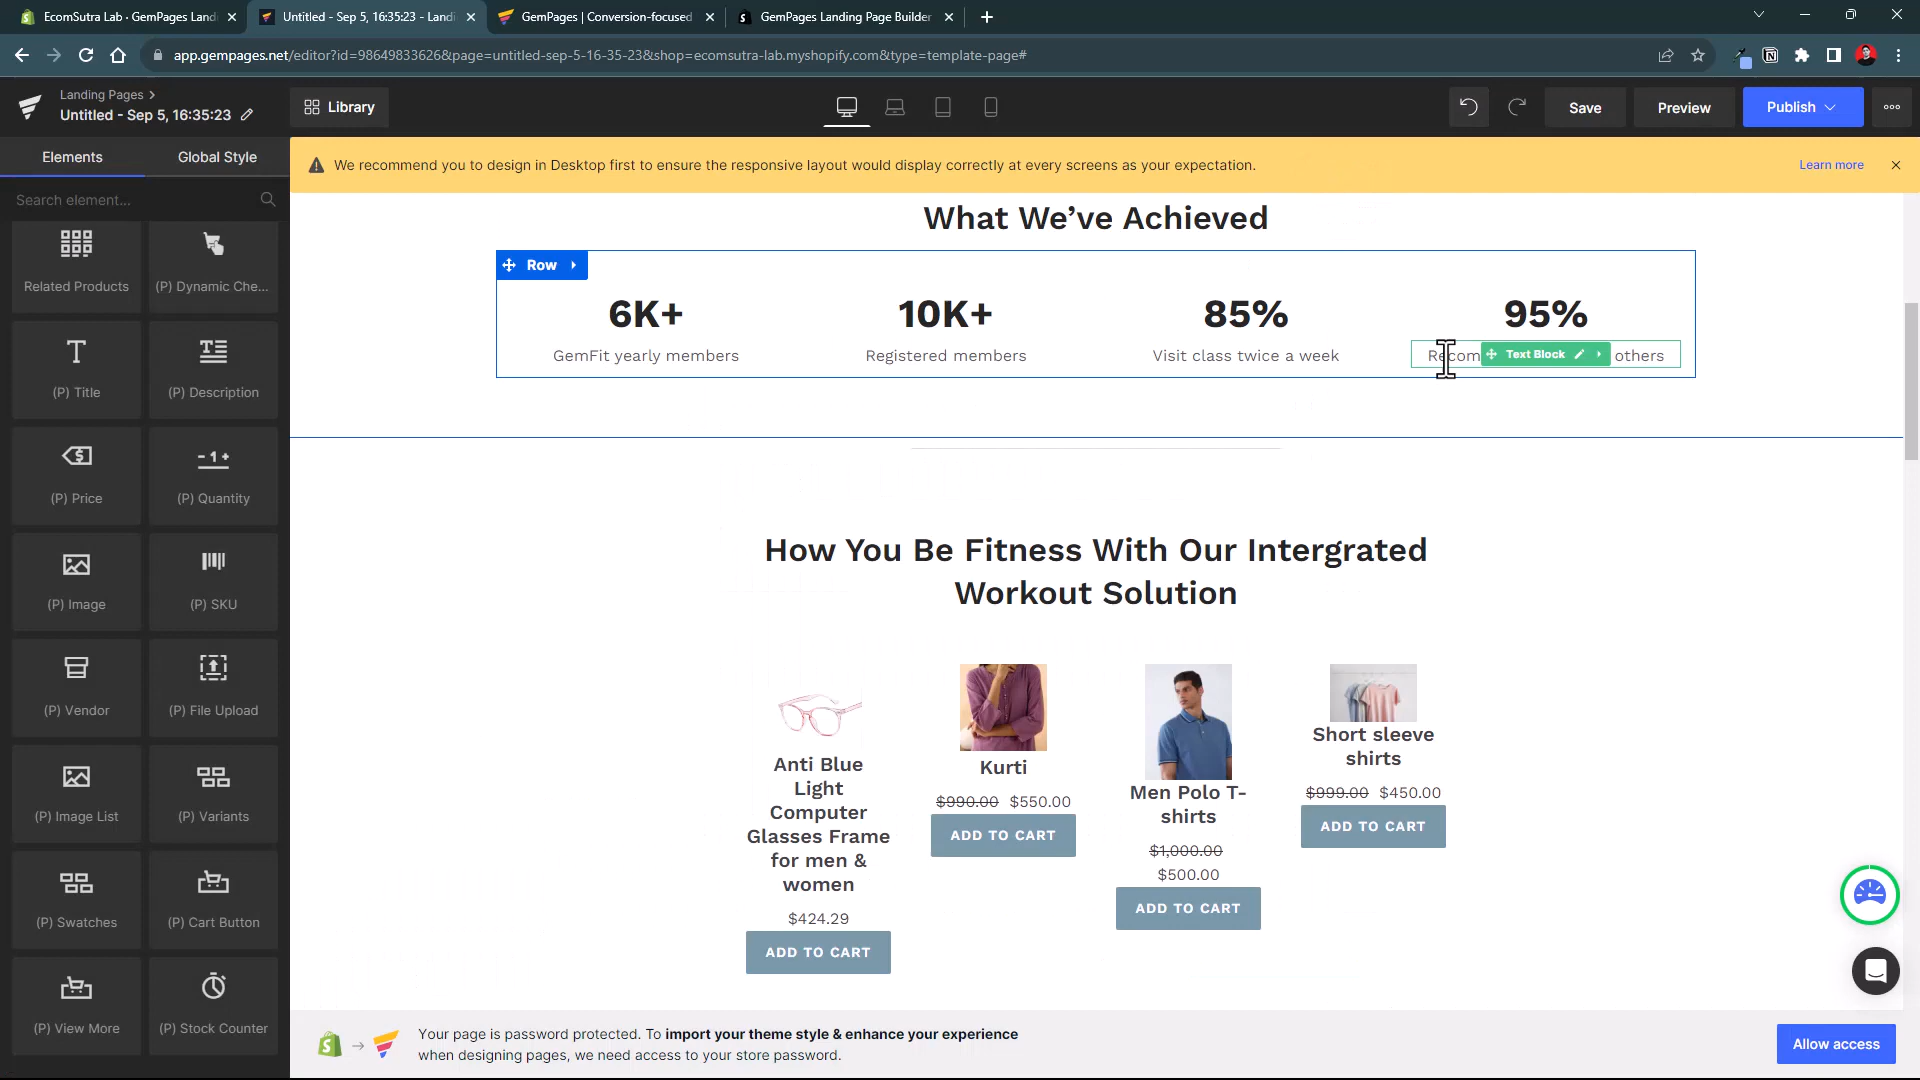 EcomSutra Lab · GemPages Landi
Untitled - Sep 5, 16:35:23 - Landi
GemPages | Conversion-focused
GemPages Landing Page Builder
app.gempages.net/editor?id=98649833626&page=untitled-sep-5-16-35-23&shop=ecomsutra-lab.myshopify.com&type=template-page#
Landing Pages
Untitled - Sep 5, 16:35:23
Library
Save
Preview
Publish
Elements
Global Style
We recommend you to design in Desktop first to ensure the responsive layout would display correctly at every screens as your expectation.
Learn more
Search element...
Related Products
(P) Dynamic Che...
(P) Title
(P) Description
(P) Price
(P) Quantity
(P) Image
(P) SKU
(P) Vendor
(P) File Upload
(P) Image List
(P) Variants
(P) Swatches
(P) Cart Button
(P) View More
(P) Stock Counter
What We’ve Achieved
Row
6K+
10K+
85%
95%
GemFit yearly members
Registered members
Visit class twice a week
Text Block
others
How You Be Fitness With Our Intergrated
Workout Solution
Anti Blue
Light
Computer
Glasses Frame
for men &
women
$424.29
ADD TO CART
Kurti
$990.00 $550.00
ADD TO CART
Men Polo T-
shirts
$1,000.00
$500.00
ADD TO CART
Short sleeve
shirts
$999.00 $450.00
ADD TO CART
Your page is password protected. To import your theme style & enhance your experience
when designing pages, we need access to your store password.
Allow access